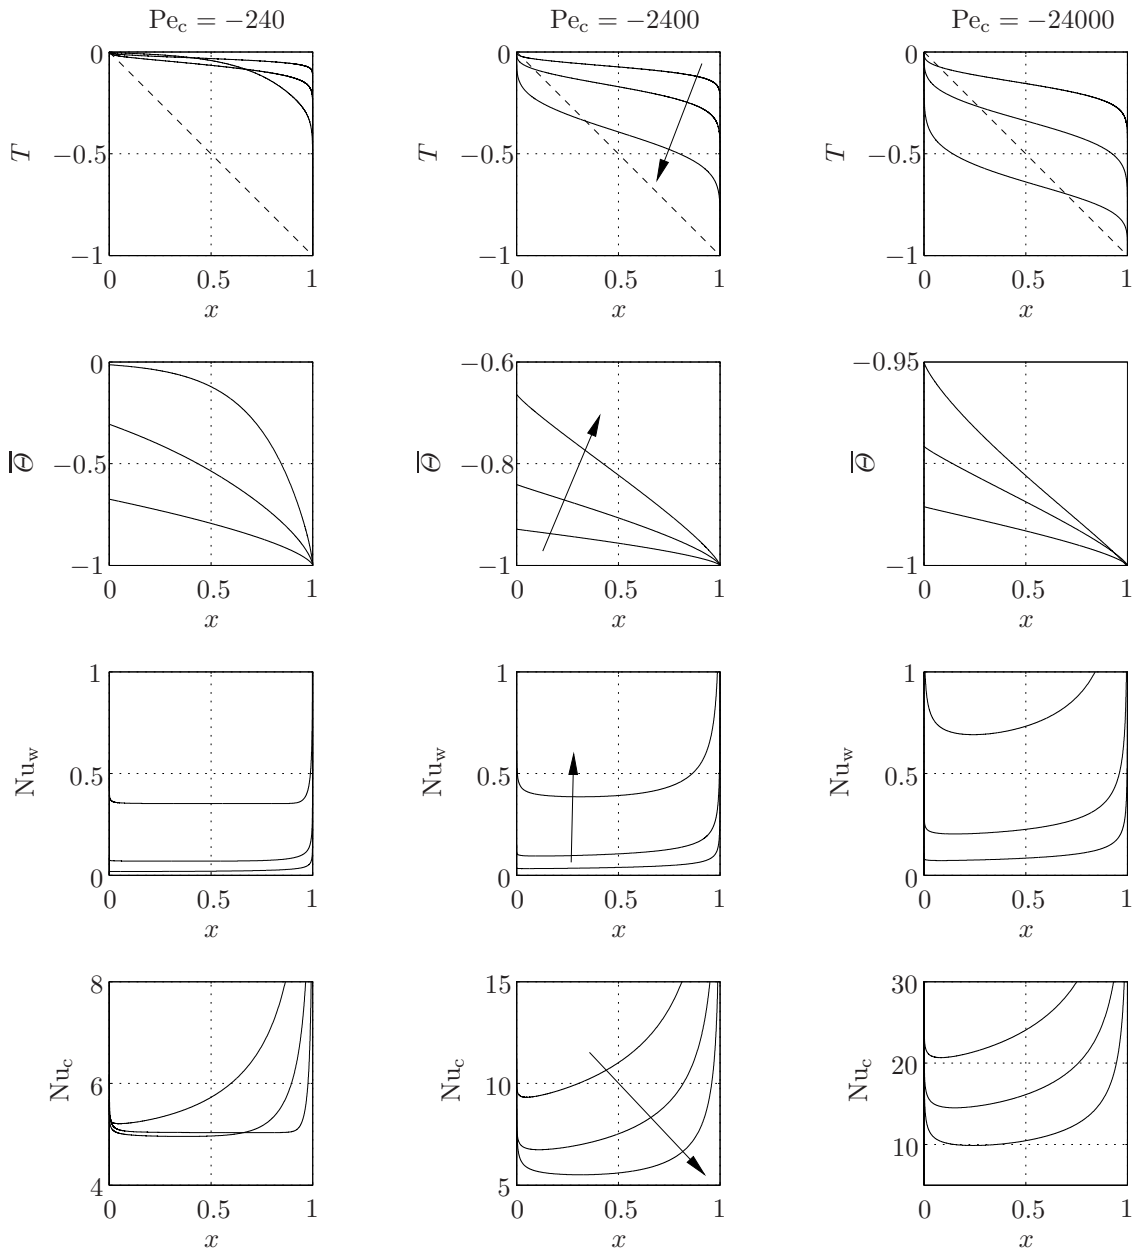 Pe_c = −240 Pe_c = −2400 Pe_c = −24000
0 0 0
T −0.5 T −0.5 T −0.5
−1 −1 −1
0 0.5 1 0 0.5 1 0 0.5 1
x x x
0 −0.6 −0.95
Θ̅ −0.5 Θ̅ −0.8 Θ̅
−1 −1 −1
0 0.5 1 0 0.5 1 0 0.5 1
x x x
1 1 1
Nu_w 0.5 Nu_w 0.5 Nu_w 0.5
0 0 0
0 0.5 1 0 0.5 1 0 0.5 1
x x x
8 15 30
Nu_c 6 Nu_c 10 Nu_c 20
10
4 5
0 0.5 1 0 0.5 1 0 0.5 1
x x x